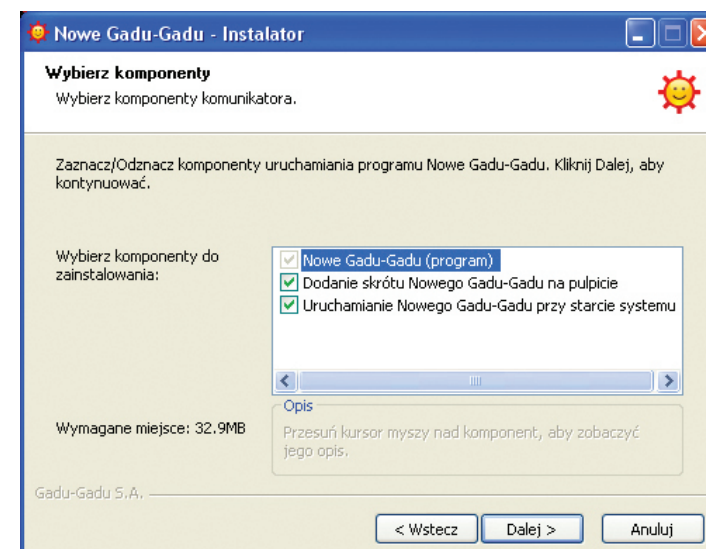 Nowe Gadu-Gadu - Instalator
Wybierz komponenty
Wybierz komponenty komunikatora.
Zaznacz/Odznacz komponenty uruchamiania programu Nowe Gadu-Gadu. Kliknij Dalej, aby
kontynuować.
Wybierz komponenty do
zainstalowania:
Nowe Gadu-Gadu (program)
Dodanie skrótu Nowego Gadu-Gadu na pulpicie
Uruchamianie Nowego Gadu-Gadu przy starcie systemu
Wymagane miejsce: 32.9MB
Opis
Przesuń kursor myszy nad komponent, aby zobaczyć
jego opis.
Gadu-Gadu S.A.
< Wstecz
Dalej >
Anuluj